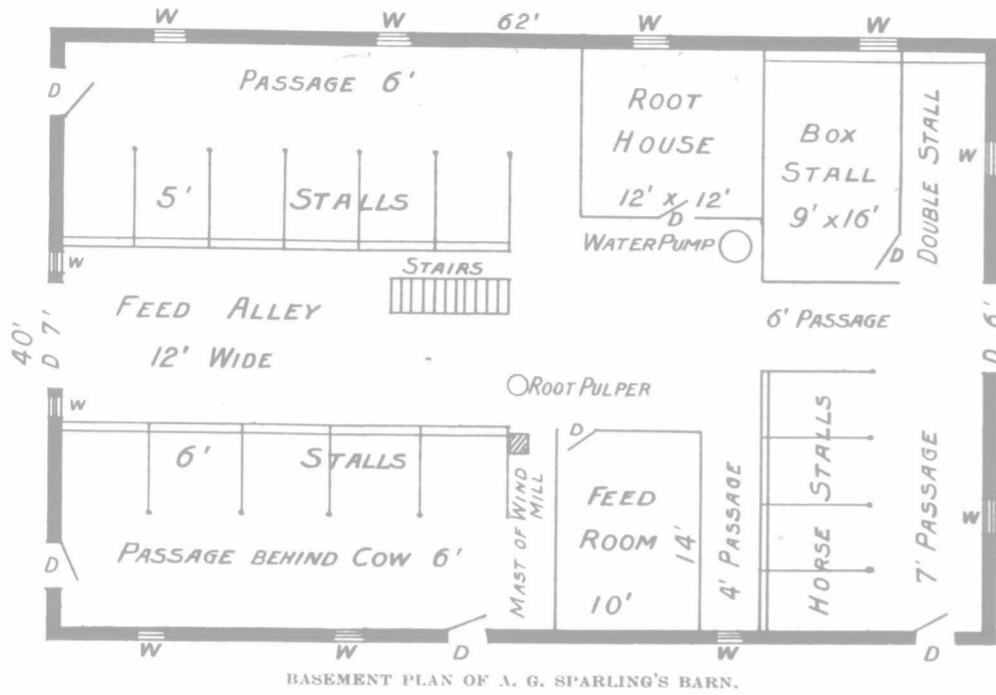 W
W
62'
W
W
D
PASSAGE 6'
ROOT
HOUSE
12' x 12'
D
BOX
STALL
9' x 16'
D
DOUBLE STALL
W
5' STALLS
WATER PUMP
W
STAIRS
FEED ALLEY
12' WIDE
40'
D 7'
6' PASSAGE
D 6'
W
ROOT PULPER
6' STALLS
D
MAST OF WIND
MILL
FEED
ROOM
14'
10'
4' PASSAGE
HORSE STALLS
7' PASSAGE
W
PASSAGE BEHIND COW 6'
D
W
W
D
W
D
BASEMENT PLAN OF A. G. SPARLING'S BARN.